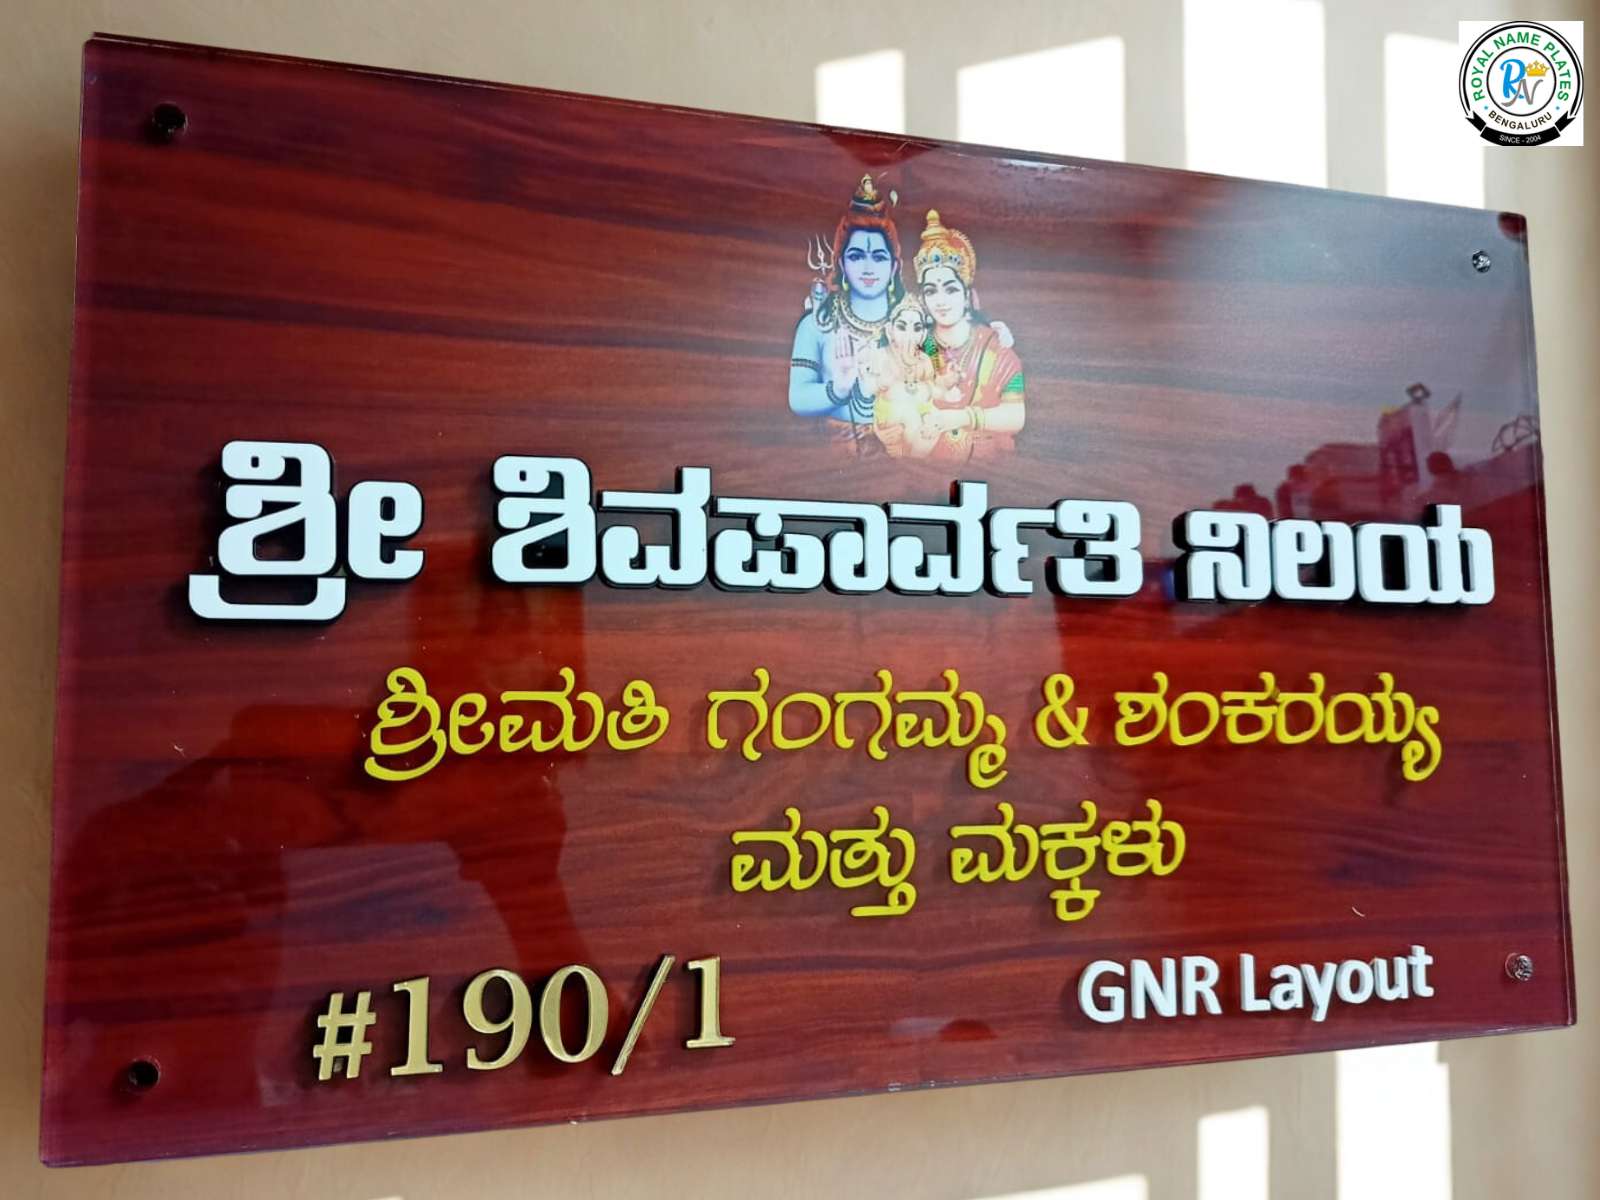 ROYAL NAME PLATES
RN
BENGALURU
SINCE - 2004
ಶ್ರೀ ಶಿವಪಾರ್ವತಿ ನಿಲಯ
ಶ್ರೀಮತಿ ಗಂಗಮ್ಮ & ಶಂಕರಯ್ಯ
ಮತ್ತು ಮಕ್ಕಳು
#190/1 GNR Layout